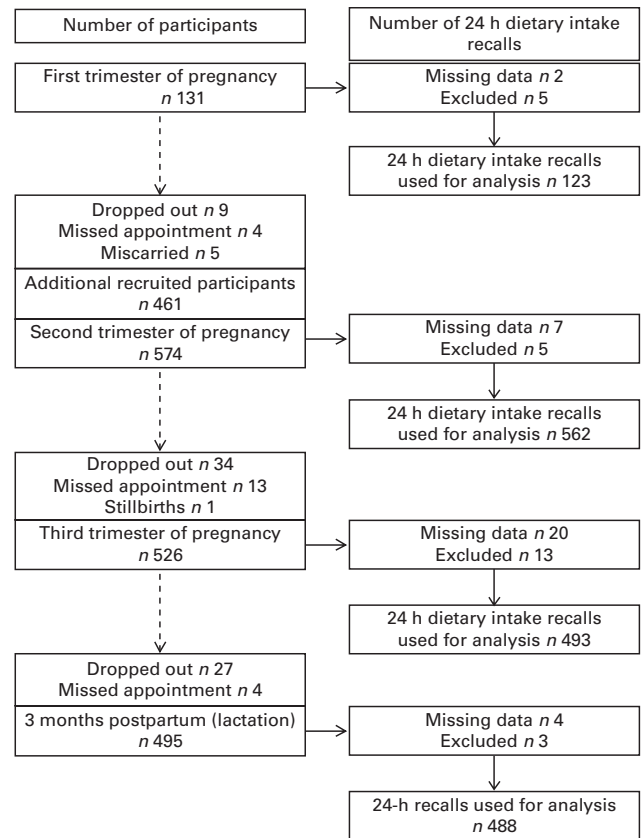 Number of participants
Number of 24 h dietary intake
recalls
First trimester of pregnancy
n 131
Missing data n 2
Excluded n 5
24 h dietary intake recalls
used for analysis n 123
Dropped out n 9
Missed appointment n 4
Miscarried n 5
Additional recruited participants
n 461
Second trimester of pregnancy
n 574
Missing data n 7
Excluded n 5
24 h dietary intake recalls
used for analysis n 562
Dropped out n 34
Missed appointment n 13
Stillbirths n 1
Third trimester of pregnancy
n 526
Missing data n 20
Excluded n 13
24 h dietary intake recalls
used for analysis n 493
Dropped out n 27
Missed appointment n 4
3 months postpartum (lactation)
n 495
Missing data n 4
Excluded n 3
24-h recalls used for analysis
n 488